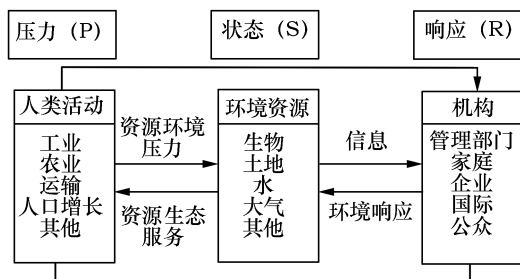 压力（P）
状态（S）
响应（R）
人类活动
工业
农业
运输
人口增长
其他
资源环境
压力
资源生态
服务
环境资源
生物
土地
水
大气
其他
信息
环境响应
机构
管理部门
家庭
企业
国际
公众